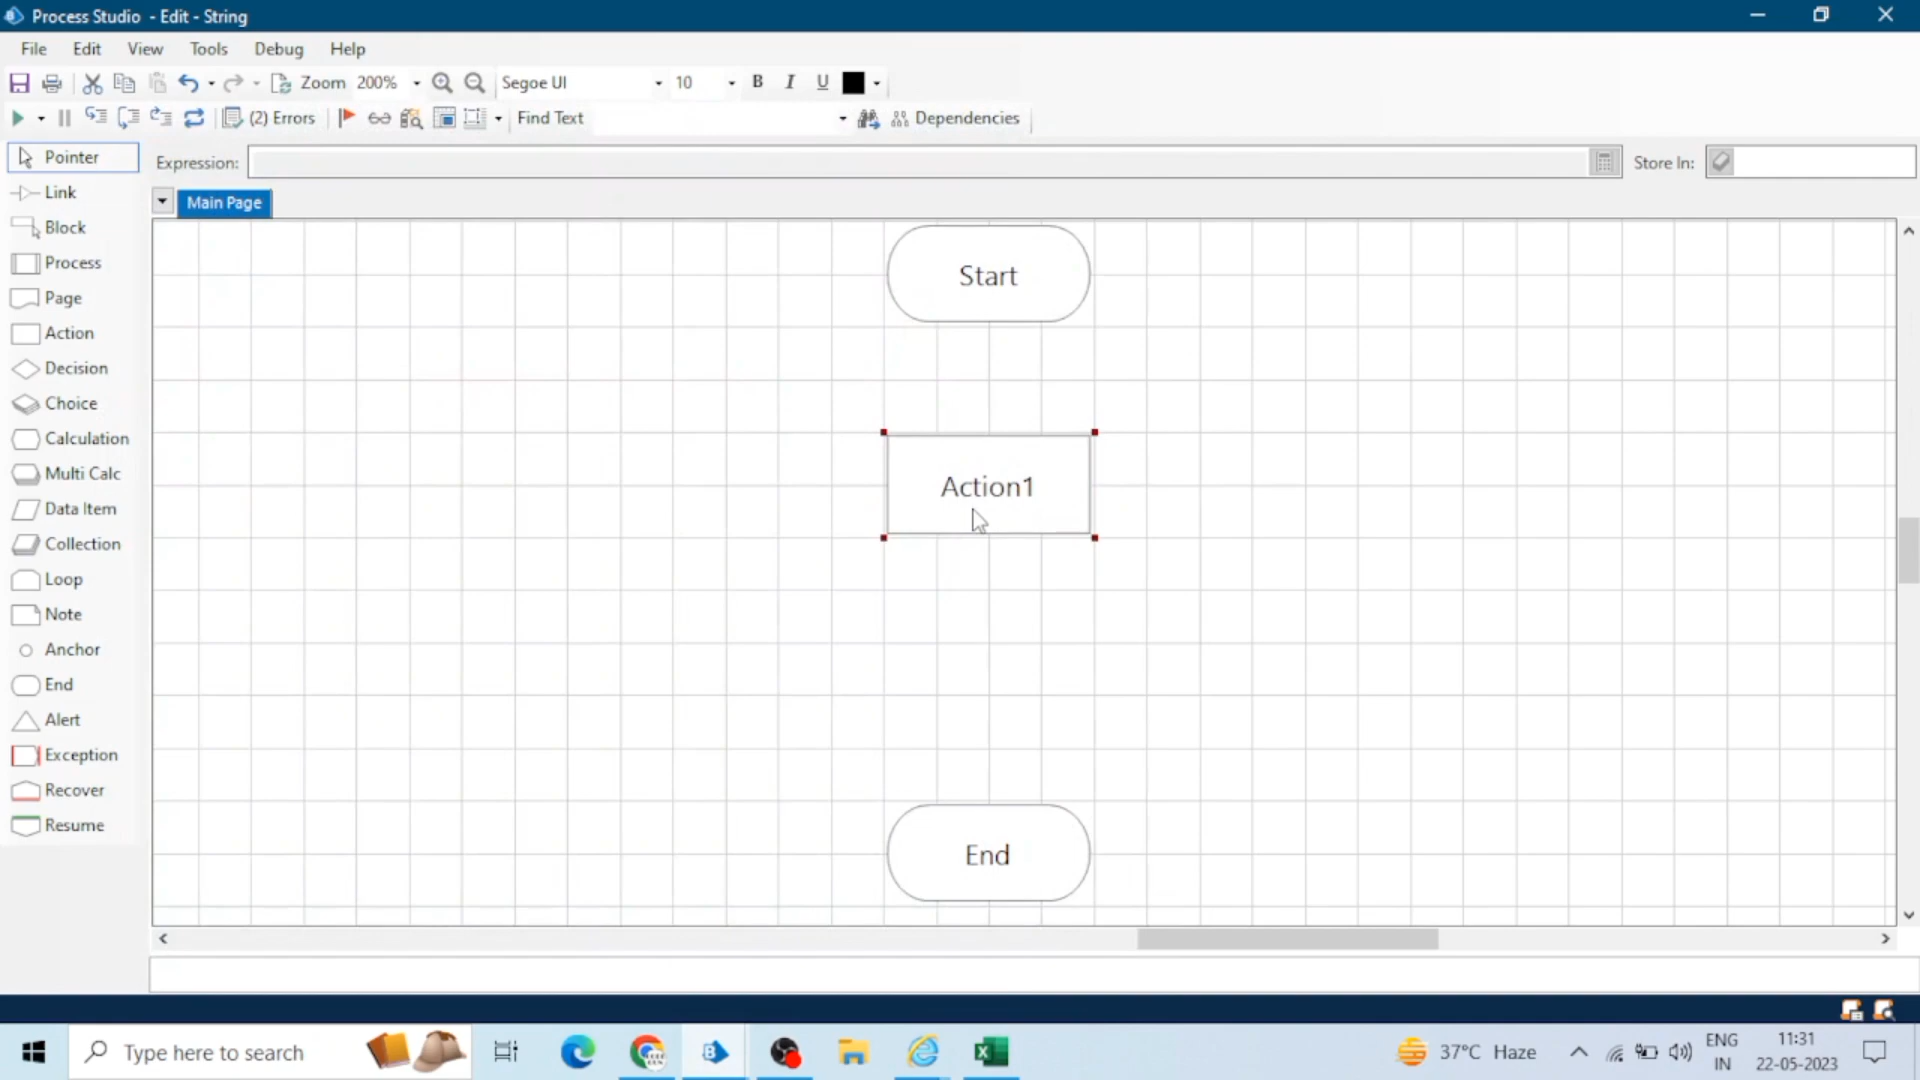 Process Studio - Edit - String
File Edit View Tools Debug Help
Zoom 200% Segoe UI 10 B I U
(2) Errors Find Text Dependencies
Pointer
Expression: Store In:
Link
Main Page
Block
Process
Page
Action
Decision
Choice
Calculation
Multi Calc
Data Item
Collection
Loop
Note
Anchor
End
Alert
Exception
Recover
Resume
Start
Action1
End
Type here to search
37°C Haze
ENG
IN
11:31
22-05-2023